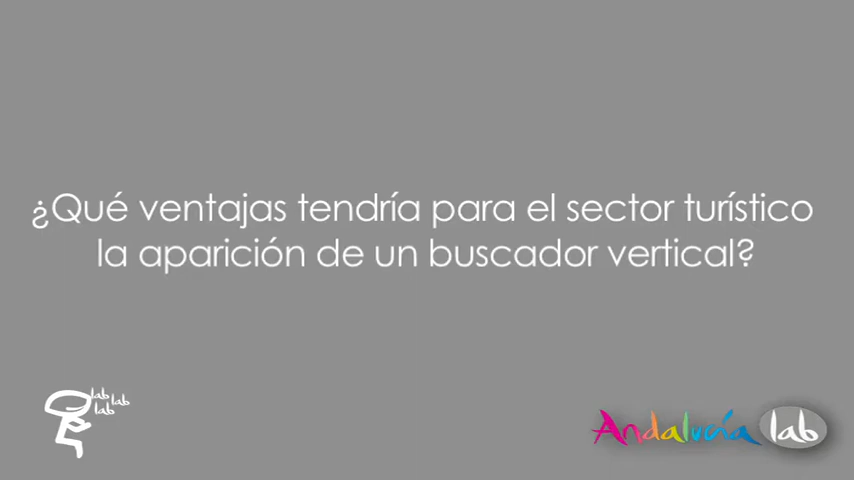 ¿Qué ventajas tendría para el sector turístico
la aparición de un buscador vertical?
lab lab
lab
Andalucía lab